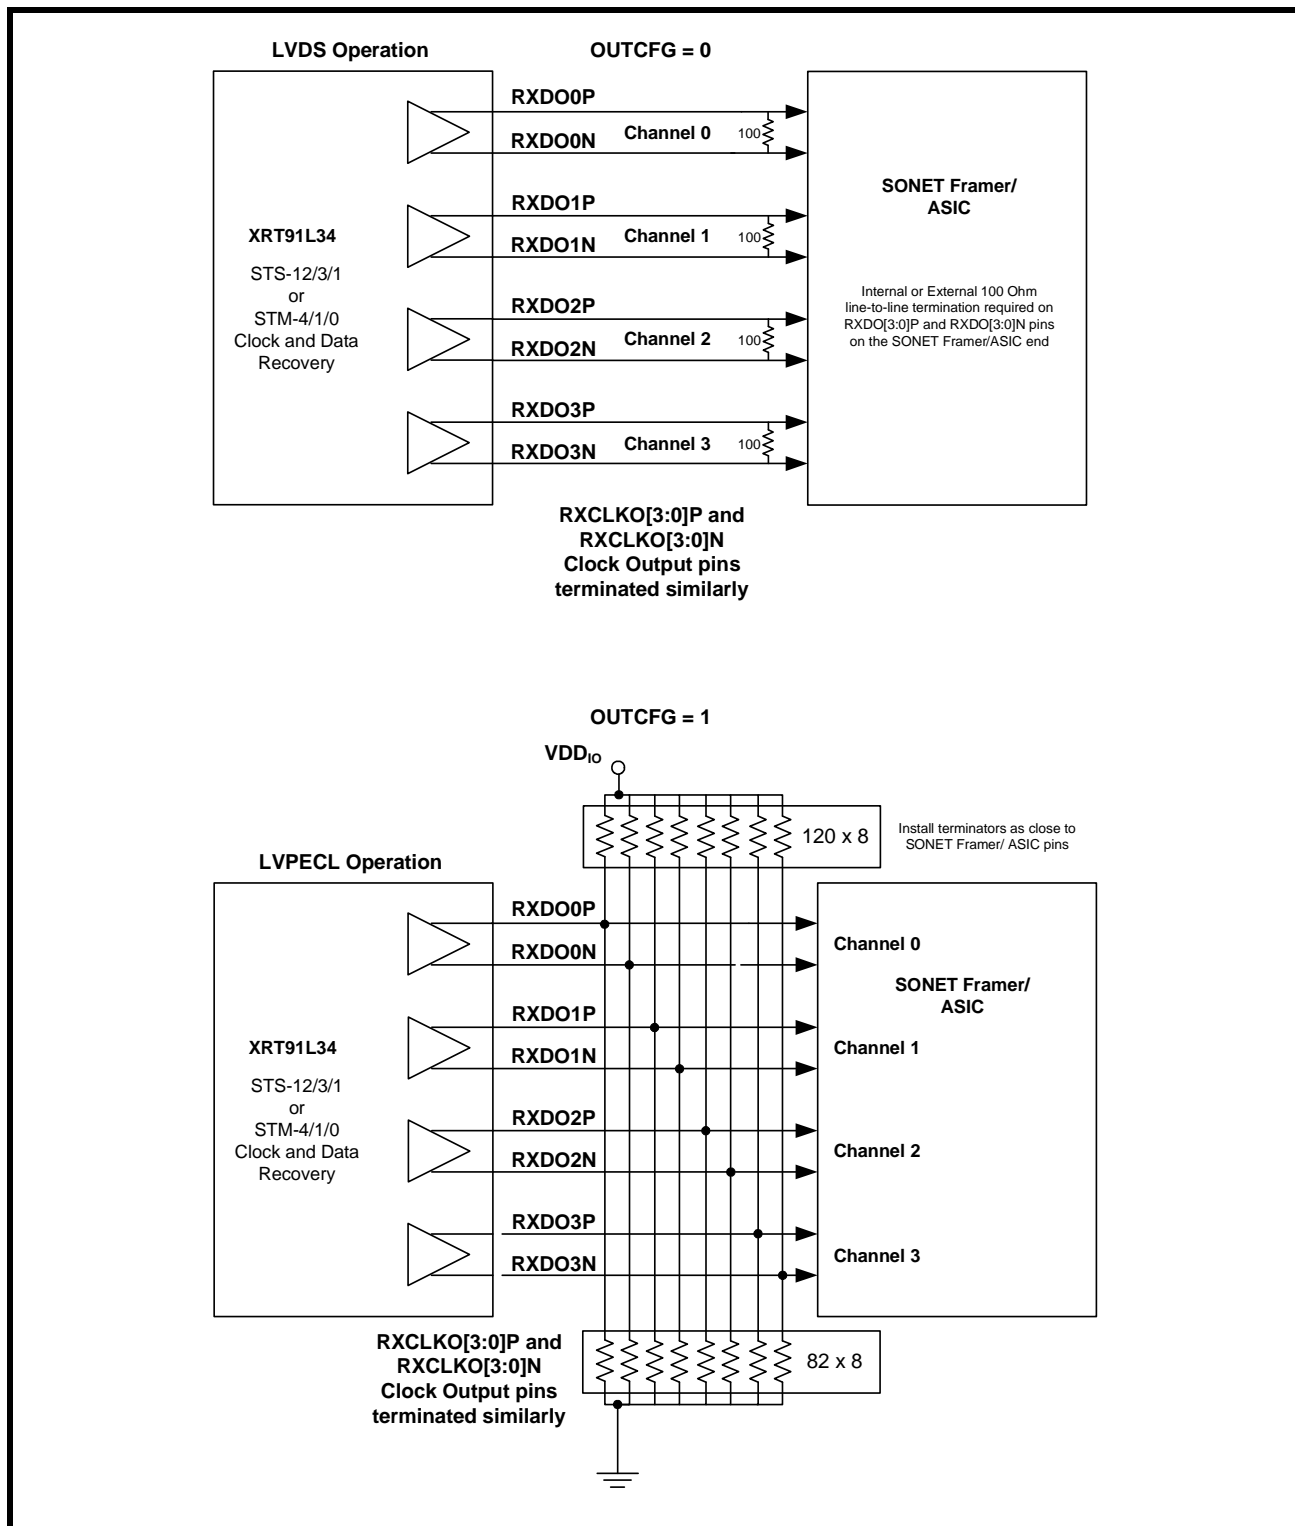 LVDS Operation
OUTCFG = 0
RXDO0P
RXDO0N
Channel 0
100
RXDO1P
RXDO1N
Channel 1
100
RXDO2P
RXDO2N
Channel 2
100
RXDO3P
RXDO3N
Channel 3
100
XRT91L34
STS-12/3/1
or
STM-4/1/0
Clock and Data
Recovery
SONET Framer/
ASIC
Internal or External 100 Ohm
line-to-line termination required on
RXDO[3:0]P and RXDO[3:0]N pins
on the SONET Framer/ASIC end
RXCLKO[3:0]P and
RXCLKO[3:0]N
Clock Output pins
terminated similarly
OUTCFG = 1
VDDIO
120 x 8
Install terminators as close to
SONET Framer/ ASIC pins
LVPECL Operation
RXDO0P
RXDO0N
Channel 0
RXDO1P
RXDO1N
Channel 1
RXDO2P
RXDO2N
Channel 2
RXDO3P
RXDO3N
Channel 3
XRT91L34
STS-12/3/1
or
STM-4/1/0
Clock and Data
Recovery
SONET Framer/
ASIC
RXCLKO[3:0]P and
RXCLKO[3:0]N
Clock Output pins
terminated similarly
82 x 8